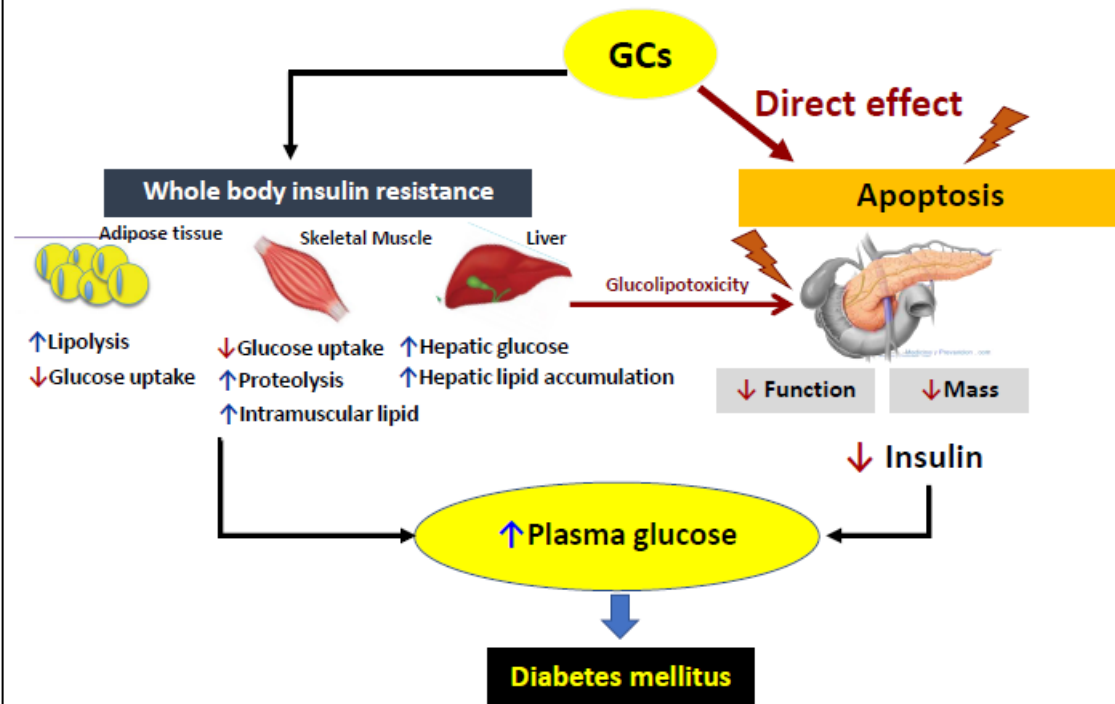 GCs
Direct effect
Whole body insulin resistance
Apoptosis
Adipose tissue
Skeletal Muscle
Liver
Glucolipotoxicity
↑Lipolysis
↓Glucose uptake
↓Glucose uptake
↑Proteolysis
↑Intramuscular lipid
↑Hepatic glucose
↑Hepatic lipid accumulation
↓ Function
↓Mass
↓ Insulin
↑Plasma glucose
Diabetes mellitus